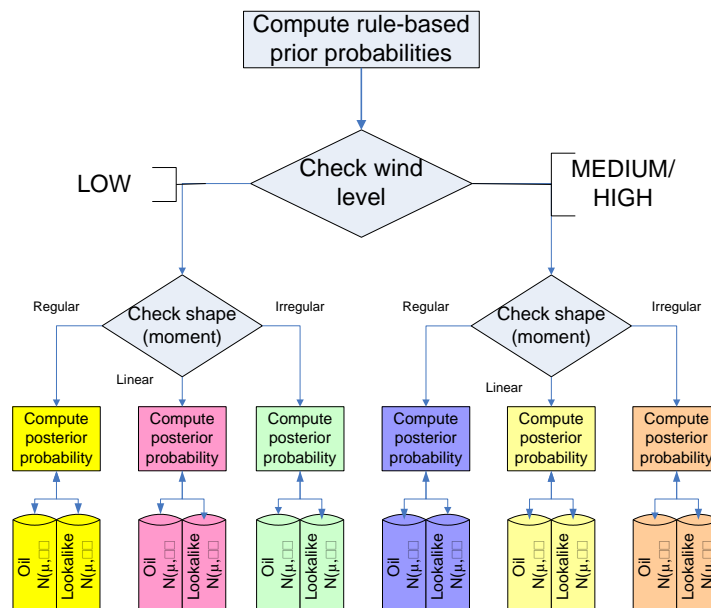 Compute rule-based
prior probabilities
Check wind
level
LOW
MEDIUM/
HIGH
Check shape
(moment)
Regular
Irregular
Linear
Check shape
(moment)
Regular
Irregular
Linear
Compute
posterior
probability
Compute
posterior
probability
Compute
posterior
probability
Compute
posterior
probability
Compute
posterior
probability
Compute
posterior
probability
Oil
N(μ,□□
Lookalike
N(μ,□□
Oil
N(μ,□□
Lookalike
N(μ,□□
Oil
N(μ,□□
Lookalike
N(μ,□□
Oil
N(μ,□□
Lookalike
N(μ,□□
Oil
N(μ,□□
Lookalike
N(μ,□□
Oil
N(μ,□□
Lookalike
N(μ,□□